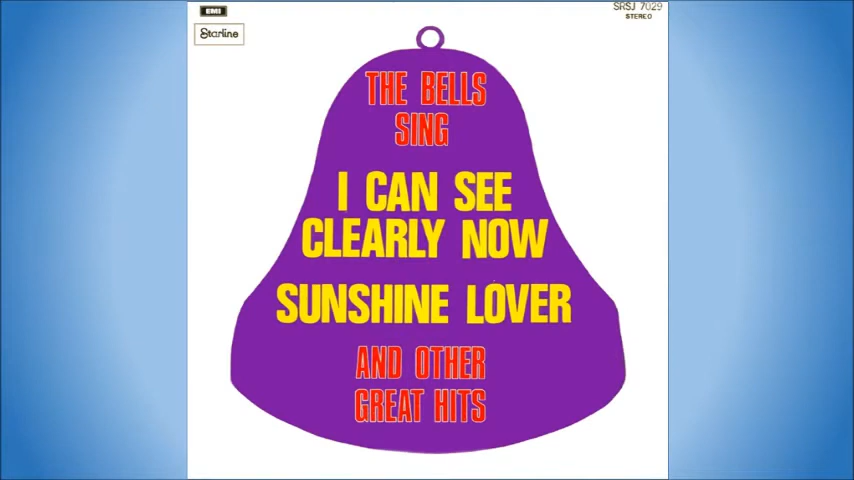 EMI
SRSJ 7029
STEREO
Starline
THE BELLS
SING
I CAN SEE
CLEARLY NOW
SUNSHINE LOVER
AND OTHER
GREAT HITS